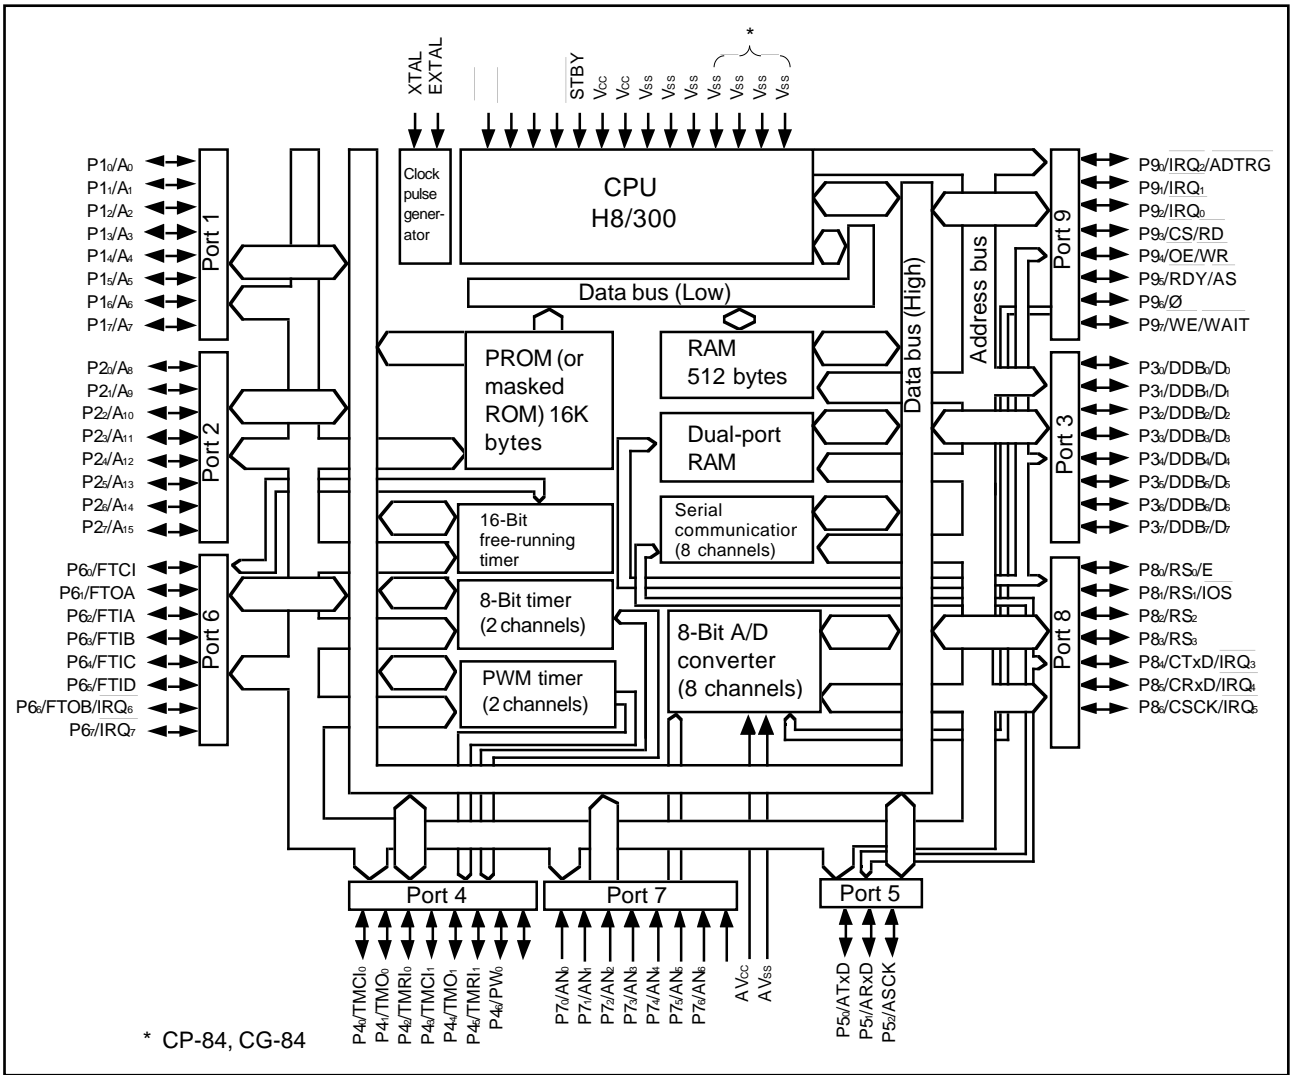 *
XTAL
EXTAL
STBY
Vcc
Vcc
Vss
Vss
Vss
Vss
Vss
Vss
Vss
Clock
pulse
gener-
ator
CPU
H8/300
Data bus (Low)
Data bus (High)
Address bus
PROM (or
masked
ROM) 16K
bytes
RAM
512 bytes
Dual-port
RAM
16-Bit
free-running
timer
Serial
communication
(8 channels)
8-Bit timer
(2 channels)
8-Bit A/D
converter
(8 channels)
PWM timer
(2 channels)
Port 1
P10/A0
P11/A1
P12/A2
P13/A3
P14/A4
P15/A5
P16/A6
P17/A7
Port 2
P20/A8
P21/A9
P22/A10
P23/A11
P24/A12
P25/A13
P26/A14
P27/A15
Port 6
P60/FTCI
P61/FTOA
P62/FTIA
P63/FTIB
P64/FTIC
P65/FTID
P66/FTOB/IRQ6
P67/IRQ7
Port 9
P90/IRQ2/ADTRG
P91/IRQ1
P92/IRQ0
P93/CS/RD
P94/OE/WR
P95/RDY/AS
P96/Ø
P97/WE/WAIT
Port 3
P30/DDB0/D0
P31/DDB1/D1
P32/DDB2/D2
P33/DDB3/D3
P34/DDB4/D4
P35/DDB5/D5
P36/DDB6/D6
P37/DDB7/D7
Port 8
P80/RS0/E
P81/RS1/IOS
P82/RS2
P83/RS3
P84/CTxD/IRQ3
P85/CRxD/IRQ4
P86/CSCK/IRQ5
Port 4
P40/TMCI0
P41/TMO0
P42/TMRI0
P43/TMCI1
P44/TMO1
P45/TMRI1
P46/PW0
Port 7
P70/AN0
P71/AN1
P72/AN2
P73/AN3
P74/AN4
P75/AN5
P76/AN6
AVcc
AVss
Port 5
P50/ATxD
P51/ARxD
P52/ASCK
* CP-84, CG-84